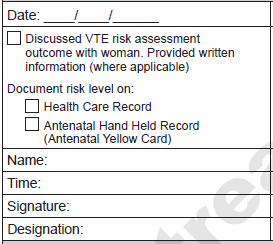 Date: ____/____/______
Discussed VTE risk assessment
outcome with woman. Provided written
information (where applicable)
Document risk level on:
Health Care Record
Antenatal Hand Held Record
(Antenatal Yellow Card)
Name:
Time:
Signature:
Designation: